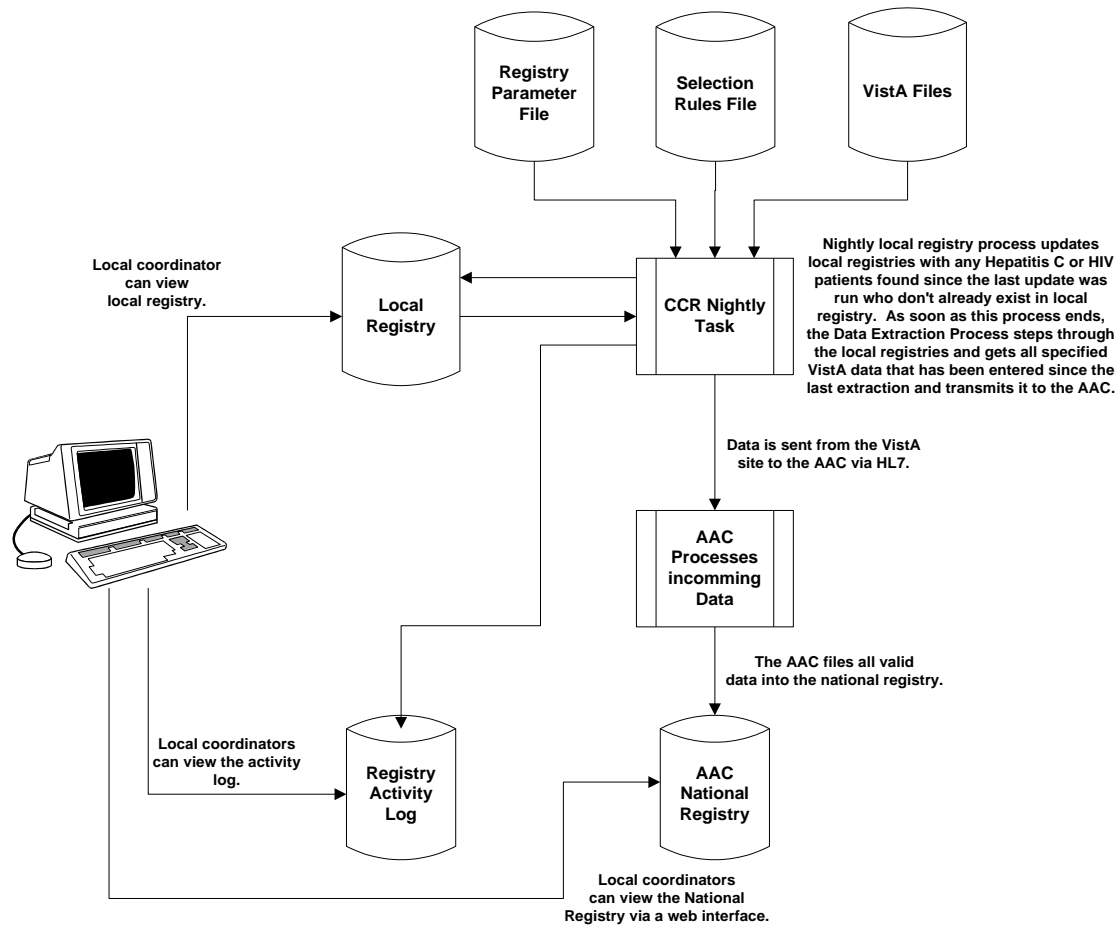 Registry
Parameter
File
Selection
Rules File
VistA Files
Local coordinator
can view
local registry.
Local
Registry
CCR Nightly
Task
Nightly local registry process updates
local registries with any Hepatitis C or HIV
patients found since the last update was
run who don't already exist in local
registry.  As soon as this process ends,
the Data Extraction Process steps through
the local registries and gets all specified
VistA data that has been entered since the
last extraction and transmits it to the AAC.
Data is sent from the VistA
site to the AAC via HL7.
AAC
Processes
incomming
Data
The AAC files all valid
data into the national registry.
Local coordinators
can view the activity
log.
Registry
Activity
Log
AAC
National
Registry
Local coordinators
can view the National
Registry via a web interface.